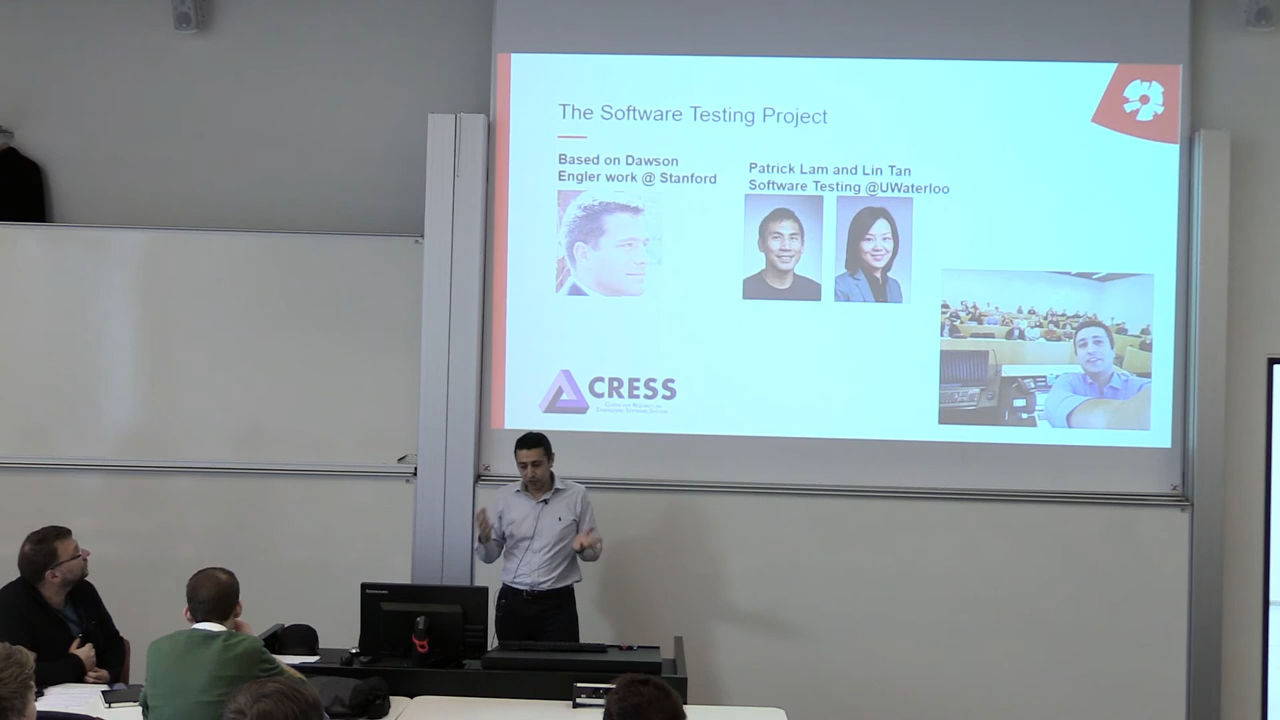 The Software Testing Project
Based on Dawson
Engler work @ Stanford
Patrick Lam and Lin Tan
Software Testing @UWaterloo
CRESS